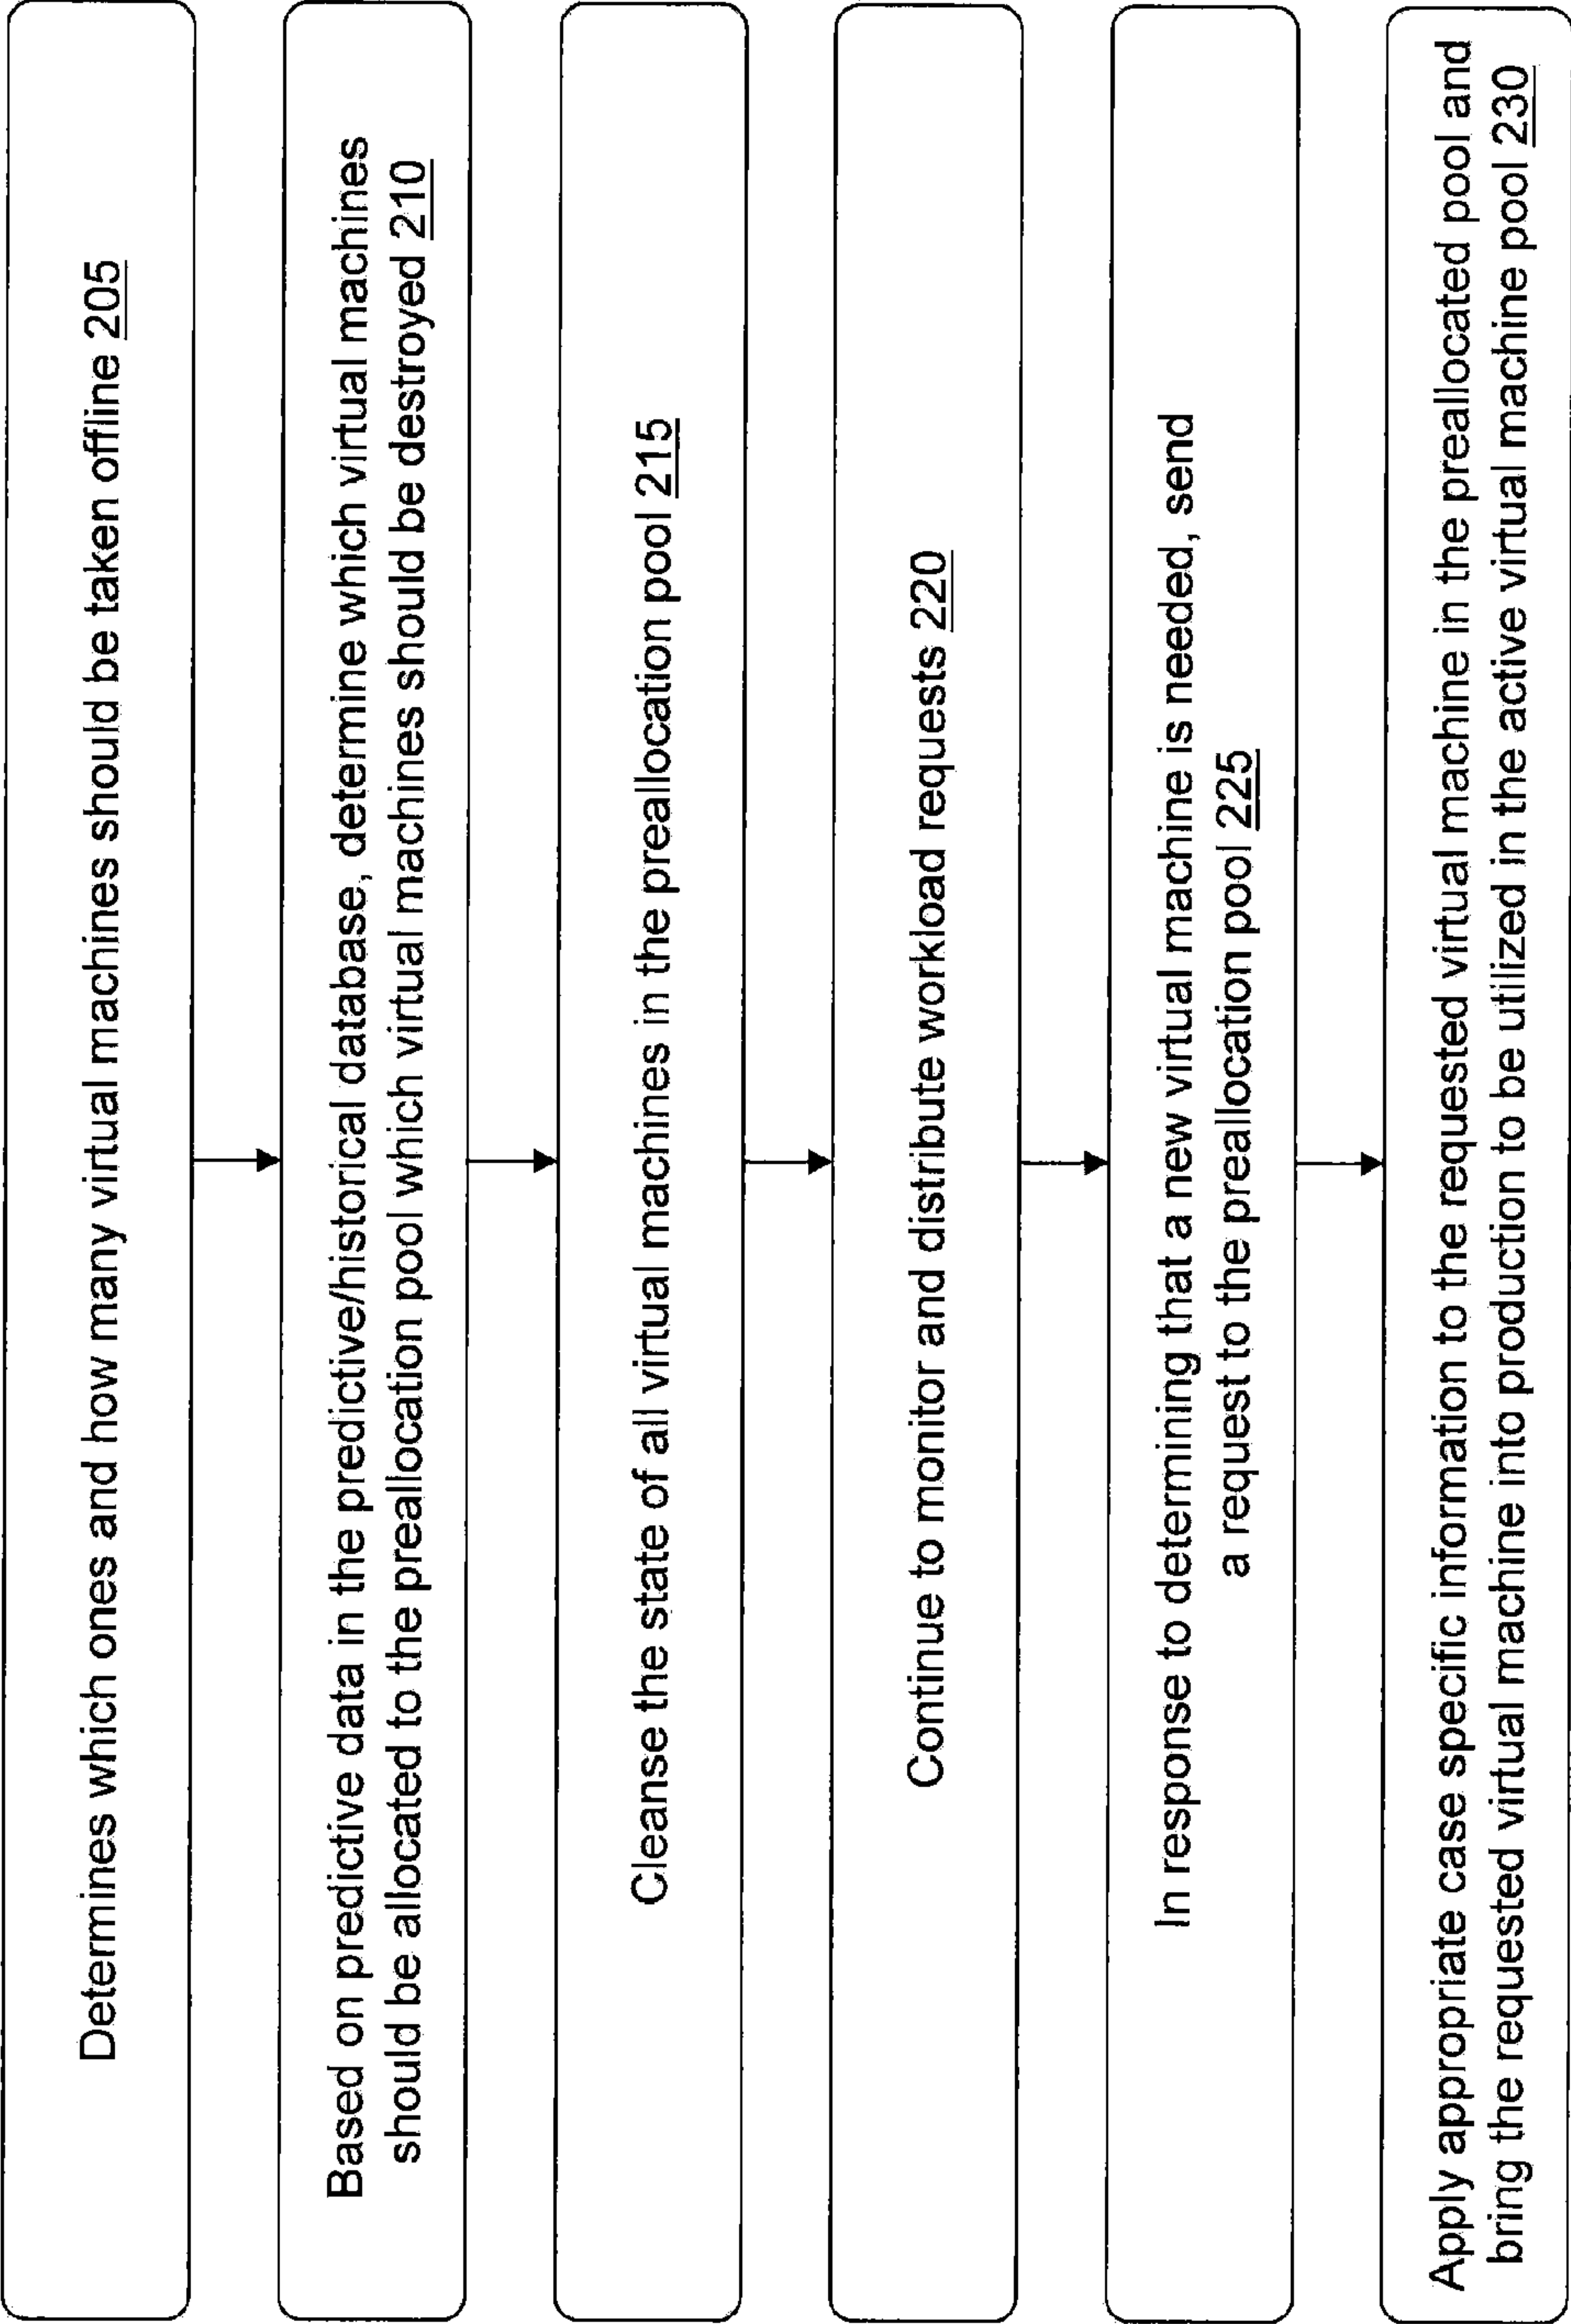 Determines which ones and how many virtual machines should be taken offline 205
Based on predictive data in the predictive/historical database, determine which virtual machines
should be allocated to the preallocation pool which virtual machines should be destroyed 210
Cleanse the state of all virtual machines in the preallocation pool 215
Continue to monitor and distribute workload requests 220
In response to determining that a new virtual machine is needed, send
a request to the preallocation pool 225
Apply appropriate case specific information to the requested virtual machine in the preallocated pool and
bring the requested virtual machine into production to be utilized in the active virtual machine pool 230